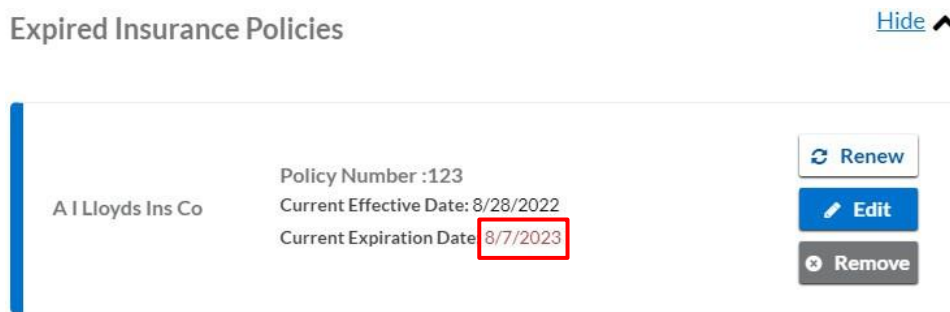 Expired Insurance Policies
Hide
A I Lloyds Ins Co
Policy Number :123
Current Effective Date: 8/28/2022
Current Expiration Date: 8/7/2023
Renew
Edit
Remove